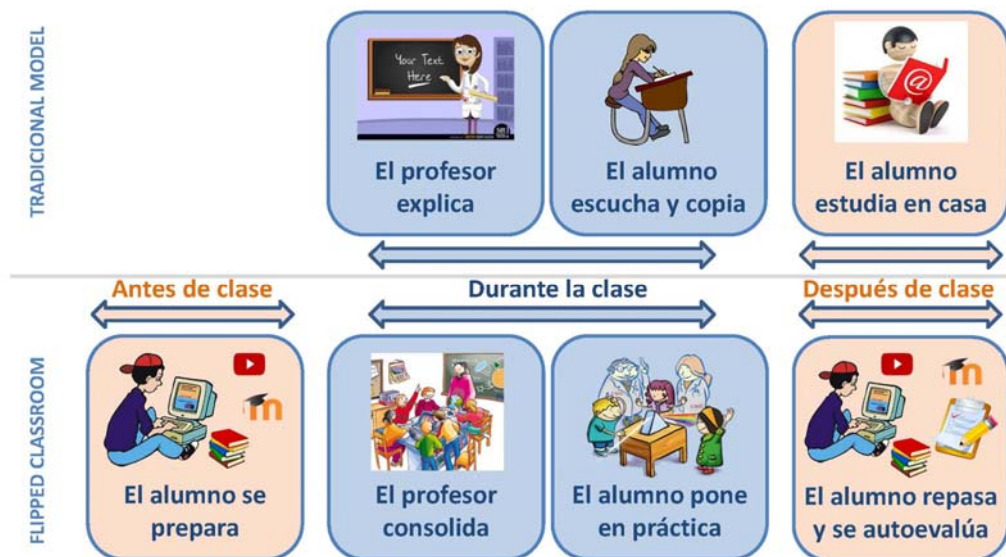 TRADICIONAL MODEL
Your Text
Here
El profesor
explica
El alumno
escucha y copia
@
El alumno
estudia en casa
Antes de clase
Durante la clase
Después de clase
FLIPPED CLASSROOM
m
El alumno se
prepara
El profesor
consolida
El alumno pone
en práctica
m
El alumno repasa
y se autoevalúa